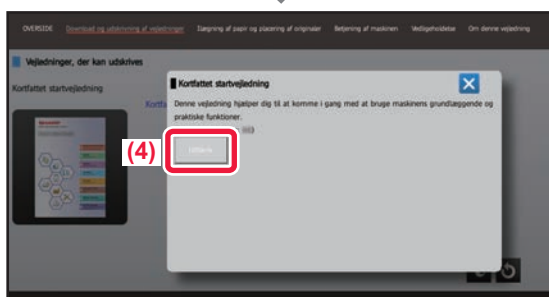 OVERSIDE Download og udskrivning af vejledninger Ilægning af papir og placering af originaler Betjening af maskinen Vedligeholdelse Om denne vejledning
Vejledninger, der kan udskrives
Kortfattet startvejledning
Kortfa
Kortfattet startvejledning
Denne vejledning hjælper dig til at komme i gang med at bruge maskinens grundlæggende og
praktiske funktioner.
(4)